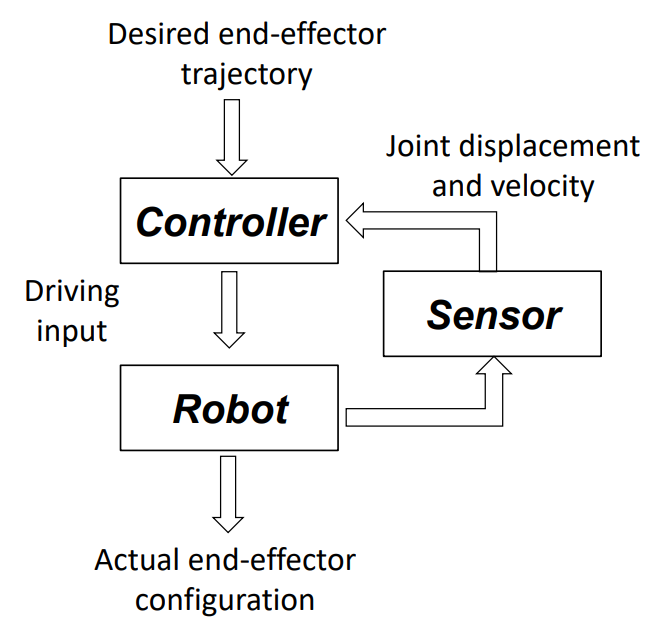 Desired end-effector
trajectory
Joint displacement
and velocity
Controller
Driving
input
Sensor
Robot
Actual end-effector
configuration